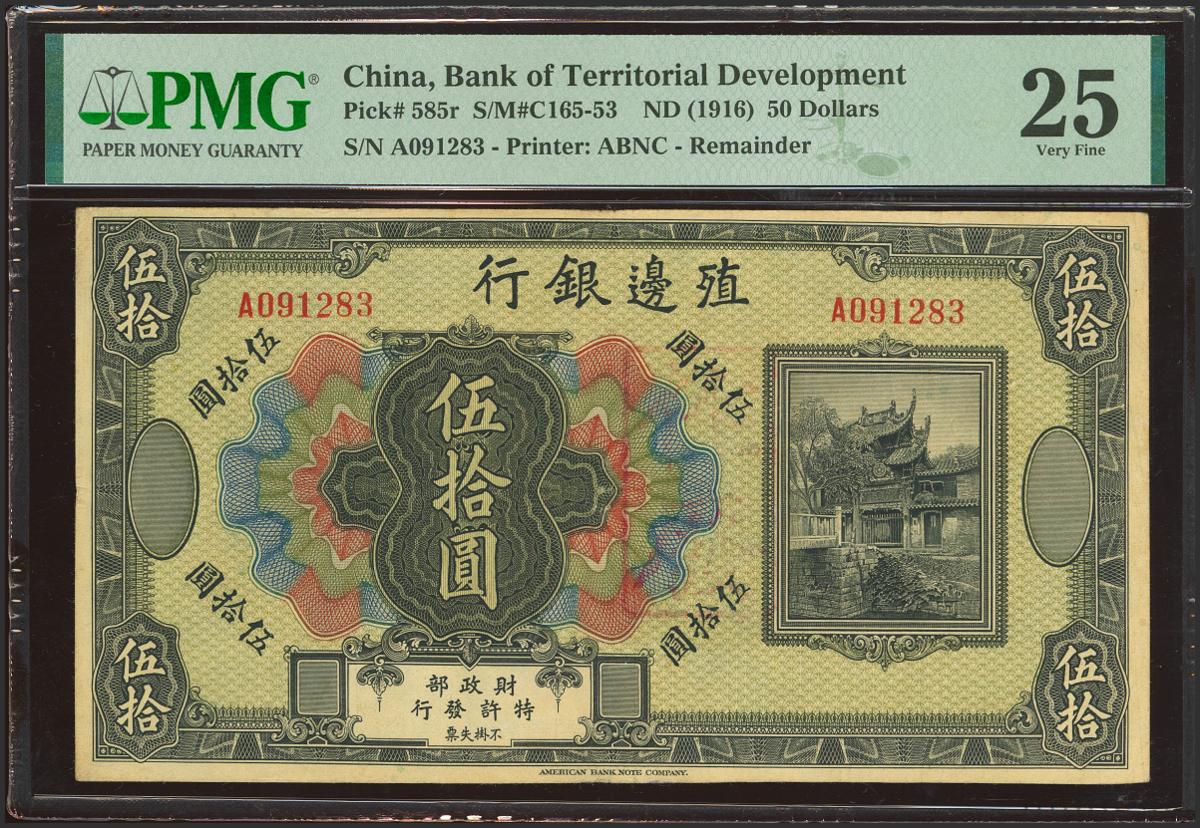 PMG®
PAPER MONEY GUARANTY
China, Bank of Territorial Development
Pick# 585r S/M#C165-53 ND (1916) 50 Dollars
S/N A091283 - Printer: ABNC - Remainder
25
Very Fine
伍拾
伍拾
行銀邊殖
A091283
A091283
圓拾伍
圓拾伍
伍拾圓
圓拾伍
圓拾伍
伍拾
伍拾
部政財
行發許特
票失掛不
AMERICAN BANK NOTE COMPANY.